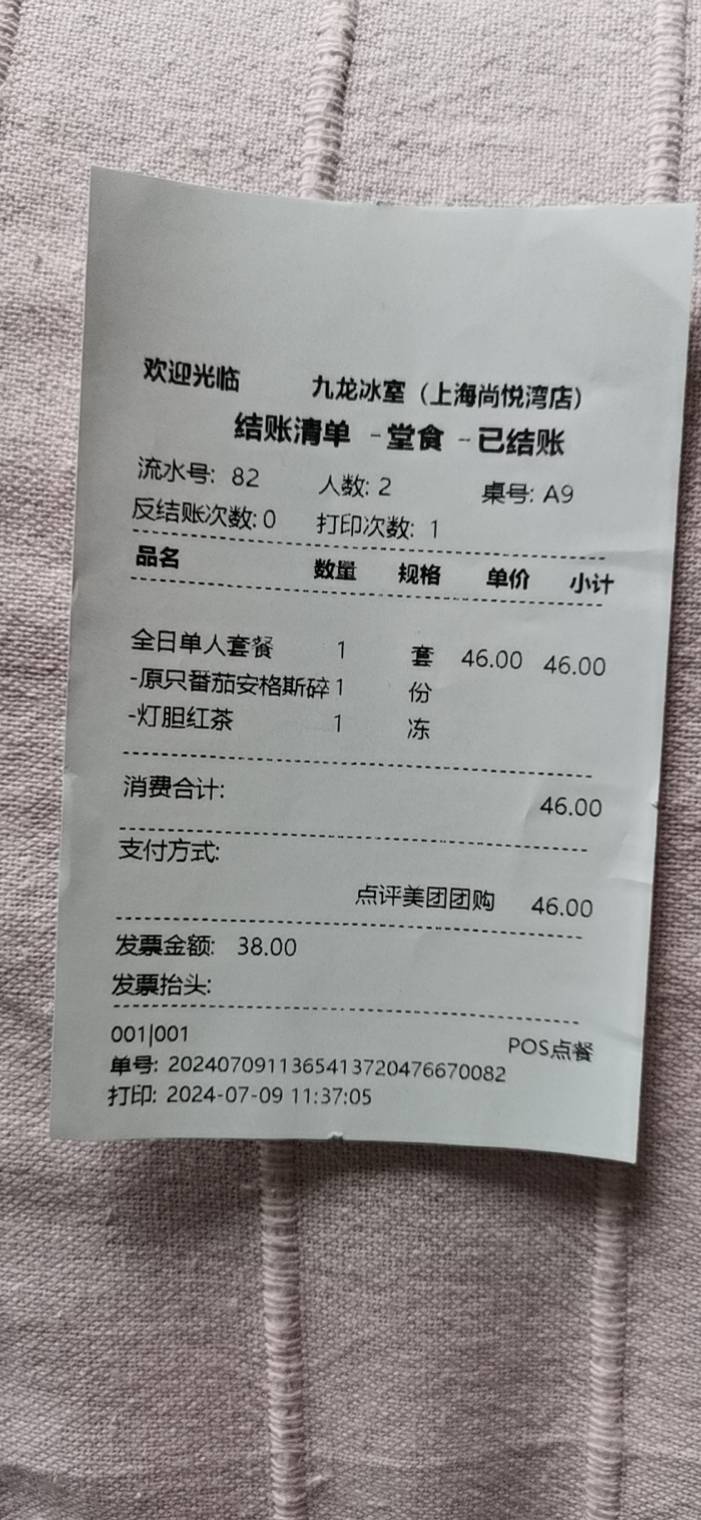 欢迎光临 九龙冰室（上海尚悦湾店）
结账清单 -堂食 -已结账
流水号: 82 人数: 2 桌号: A9
反结账次数: 0 打印次数: 1
品名 数量 规格 单价 小计
全日单人套餐 1 套 46.00 46.00
-原只番茄安格斯碎 1 份
-灯胆红茶 1 冻
消费合计: 46.00
支付方式:
点评美团团购 46.00
发票金额: 38.00
发票抬头:
001|001 POS点餐
单号: 20240709113654137204766700​82
打印: 2024-07-09 11:37:05